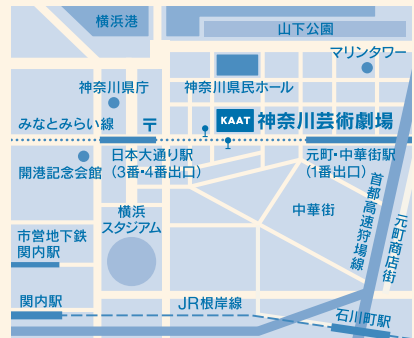 横浜港
山下公園
マリンタワー
神奈川県庁
神奈川県民ホール
KAAT 神奈川芸術劇場
みなとみらい線
〒
開港記念会館
日本大通り駅
(3番・4番出口)
元町・中華街駅
(1番出口)
横浜
スタジアム
中華街
首都高速狩場線
元町商店街
市営地下鉄
関内駅
関内駅
JR根岸線
石川町駅